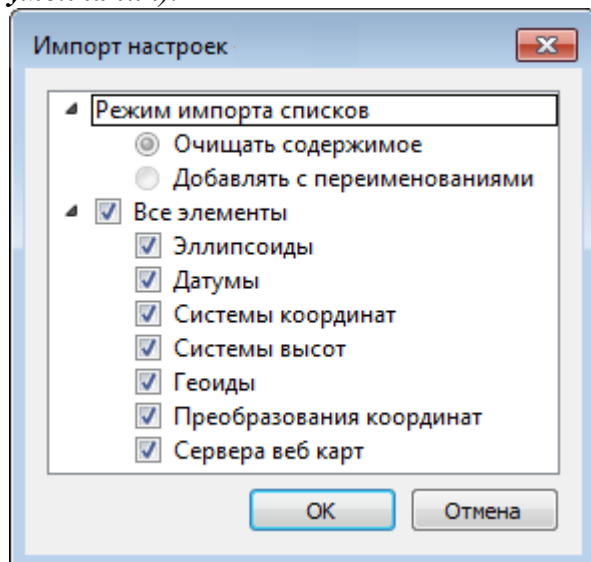 Импорт настроек
Режим импорта списков
Очищать содержимое
Добавлять с переименованиями
Все элементы
Эллипсоиды
Датумы
Системы координат
Системы высот
Геоиды
Преобразования координат
Сервера веб карт
ОК Отмена